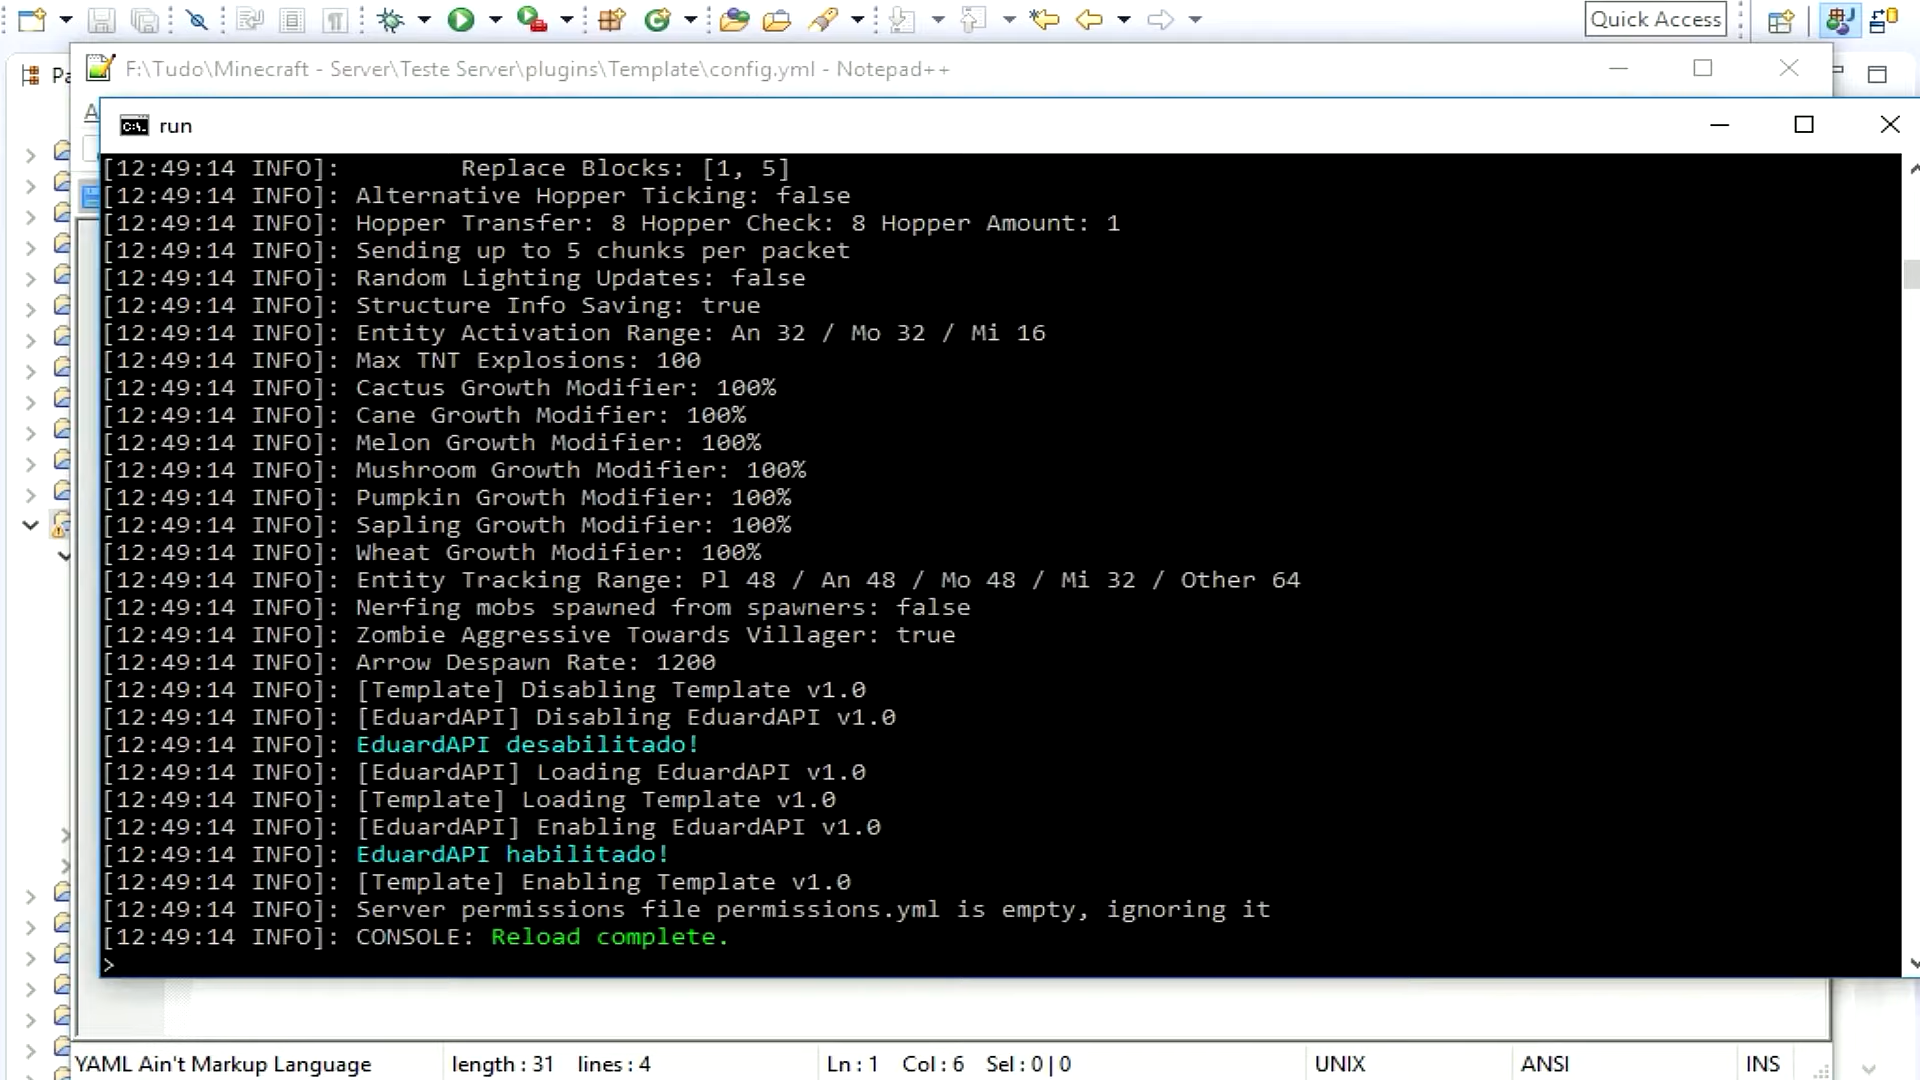 Quick Access
Pa
F:\Tudo\Minecraft - Server\Teste Server\plugins\Template\config.yml - Notepad++
A
C:\. run
[12:49:14 INFO]:       Replace Blocks: [1, 5]
[12:49:14 INFO]: Alternative Hopper Ticking: false
[12:49:14 INFO]: Hopper Transfer: 8 Hopper Check: 8 Hopper Amount: 1
[12:49:14 INFO]: Sending up to 5 chunks per packet
[12:49:14 INFO]: Random Lighting Updates: false
[12:49:14 INFO]: Structure Info Saving: true
[12:49:14 INFO]: Entity Activation Range: An 32 / Mo 32 / Mi 16
[12:49:14 INFO]: Max TNT Explosions: 100
[12:49:14 INFO]: Cactus Growth Modifier: 100%
[12:49:14 INFO]: Cane Growth Modifier: 100%
[12:49:14 INFO]: Melon Growth Modifier: 100%
[12:49:14 INFO]: Mushroom Growth Modifier: 100%
[12:49:14 INFO]: Pumpkin Growth Modifier: 100%
[12:49:14 INFO]: Sapling Growth Modifier: 100%
[12:49:14 INFO]: Wheat Growth Modifier: 100%
[12:49:14 INFO]: Entity Tracking Range: Pl 48 / An 48 / Mo 48 / Mi 32 / Other 64
[12:49:14 INFO]: Nerfing mobs spawned from spawners: false
[12:49:14 INFO]: Zombie Aggressive Towards Villager: true
[12:49:14 INFO]: Arrow Despawn Rate: 1200
[12:49:14 INFO]: [Template] Disabling Template v1.0
[12:49:14 INFO]: [EduardAPI] Disabling EduardAPI v1.0
[12:49:14 INFO]: EduardAPI desabilitado!
[12:49:14 INFO]: [EduardAPI] Loading EduardAPI v1.0
[12:49:14 INFO]: [Template] Loading Template v1.0
[12:49:14 INFO]: [EduardAPI] Enabling EduardAPI v1.0
[12:49:14 INFO]: EduardAPI habilitado!
[12:49:14 INFO]: [Template] Enabling Template v1.0
[12:49:14 INFO]: Server permissions file permissions.yml is empty, ignoring it
[12:49:14 INFO]: CONSOLE: Reload complete.
>
YAML Ain't Markup Language length : 31 lines : 4 Ln : 1 Col : 6 Sel : 0 | 0 UNIX ANSI INS